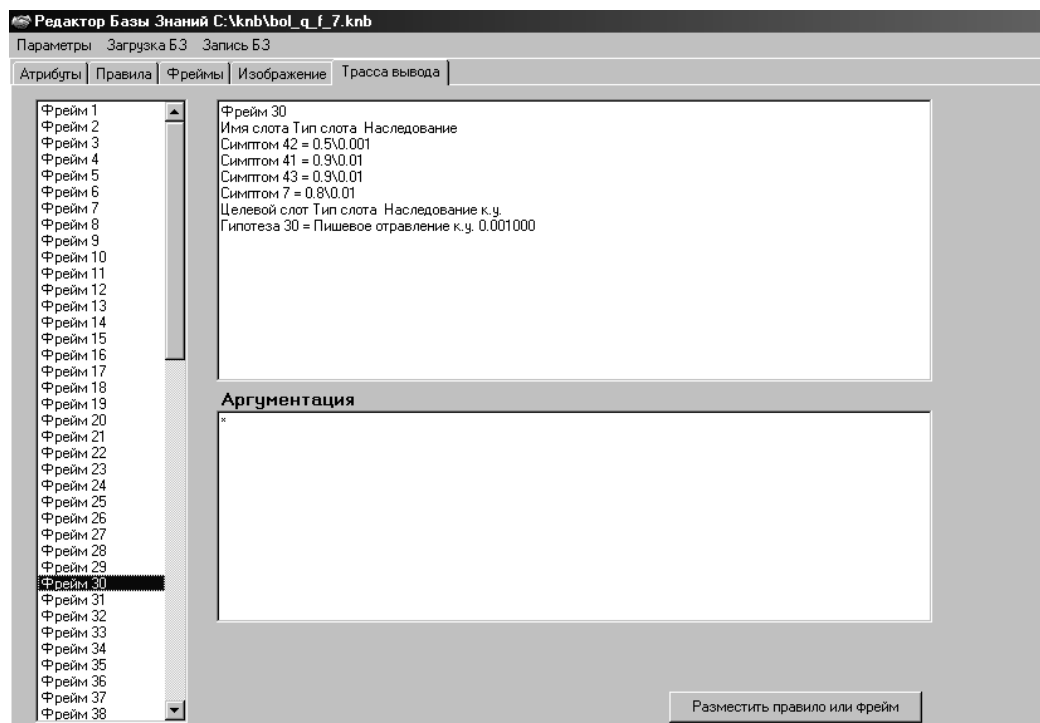 Редактор Базы Знаний C:\knb\bol_q_f_7.knb
Параметры Загрузка БЗ Запись БЗ
Атрибуты Правила Фреймы Изображение Трасса вывода
Фрейм 1
Фрейм 2
Фрейм 3
Фрейм 4
Фрейм 5
Фрейм 6
Фрейм 7
Фрейм 8
Фрейм 9
Фрейм 10
Фрейм 11
Фрейм 12
Фрейм 13
Фрейм 14
Фрейм 15
Фрейм 16
Фрейм 17
Фрейм 18
Фрейм 19
Фрейм 20
Фрейм 21
Фрейм 22
Фрейм 23
Фрейм 24
Фрейм 25
Фрейм 26
Фрейм 27
Фрейм 28
Фрейм 29
Фрейм 30
Фрейм 31
Фрейм 32
Фрейм 33
Фрейм 34
Фрейм 35
Фрейм 36
Фрейм 37
Фрейм 38
Фрейм 30
Имя слота Тип слота Наследование
Симптом 42 = 0.5\0.001
Симптом 41 = 0.9\0.01
Симптом 43 = 0.9\0.01
Симптом 7 = 0.8\0.01
Целевой слот Тип слота Наследование к.у.
Гипотеза 30 = Пишевое отравление к.у. 0.001000
Аргументация
*
Разместить правило или фрейм